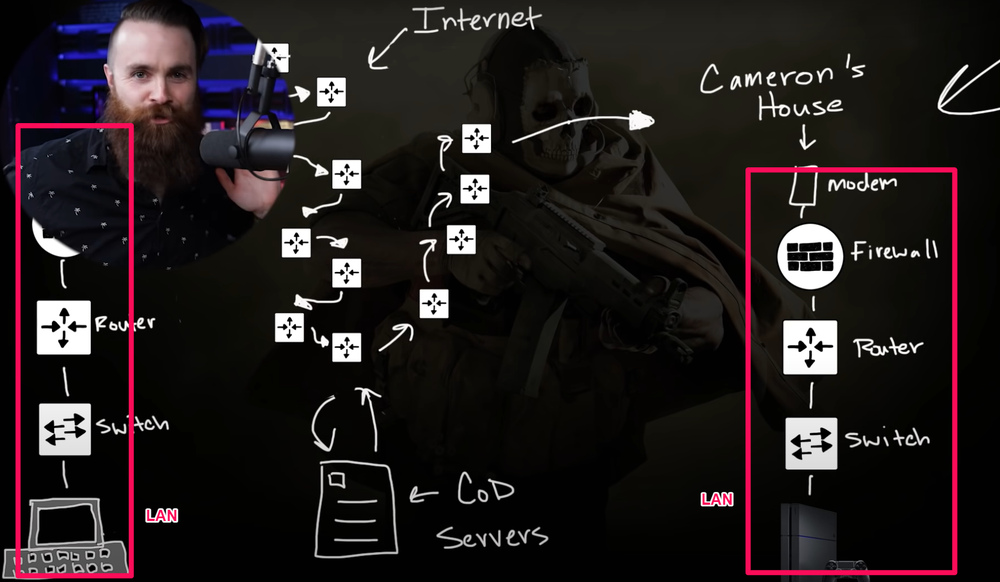 Internet
Cameron's
House
modem
Firewall
Router
Router
Switch
Switch
CoD
Servers
LAN
LAN